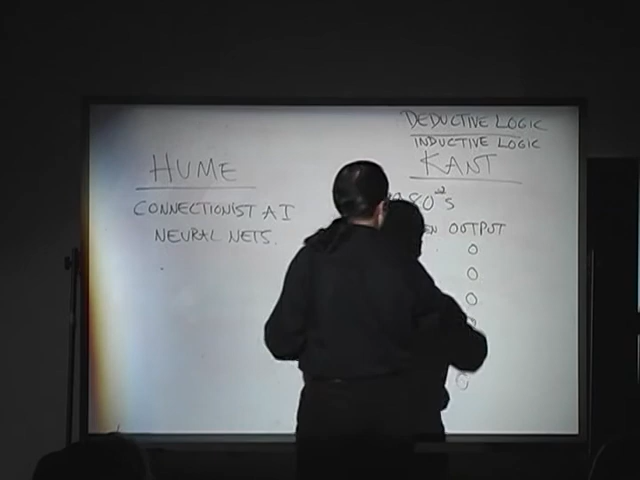 DEDUCTIVE LOGIC
INDUCTIVE LOGIC
HUME
KANT
CONNECTIONIST AI
NEURAL NETS.
80's
OUTPUT
O
O
O
O